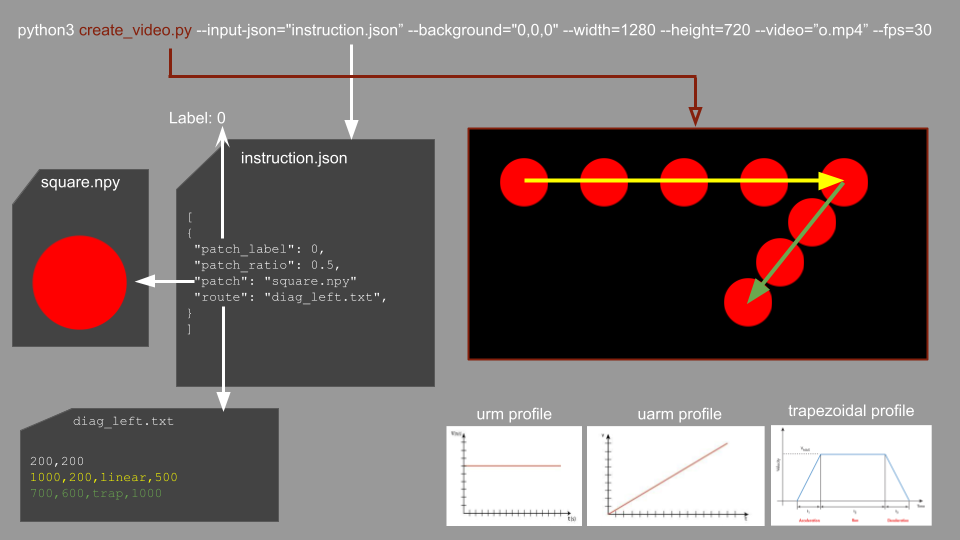 python3 create_video.py --input-json="instruction.json” --background="0,0,0" --width=1280 --height=720 --video=”o.mp4” --fps=30
Label: 0
instruction.json
square.npy
[
{
"patch_label": 0,
"patch_ratio": 0.5,
"patch": "square.npy"
"route": "diag_left.txt",
}
]
diag_left.txt
200,200
1000,200,linear,500
700,600,trap,1000
urm profile
uarm profile
trapezoidal profile
t(s)
v
t
Velocity
Time
Acceleration
Run
Deceleration